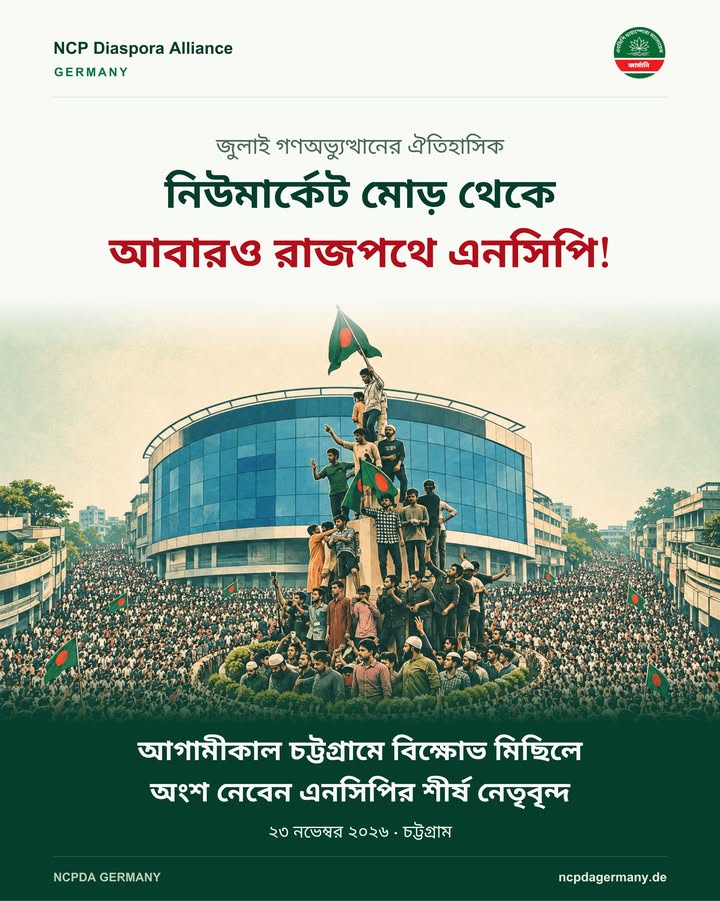 NCP Diaspora Alliance
GERMANY
এনসিপি ডায়াস্পোরা অ্যালায়েন্স
জার্মানি
জুলাই গণঅভ্যুত্থানের ঐতিহাসিক
নিউমার্কেট মোড় থেকে
আবারও রাজপথে এনসিপি!
আগামীকাল চট্টগ্রামে বিক্ষোভ মিছিলে
অংশ নেবেন এনসিপির শীর্ষ নেতৃবৃন্দ
২৩ নভেম্বর ২০২৬ · চট্টগ্রাম
NCPDA GERMANY
ncpdagermany.de